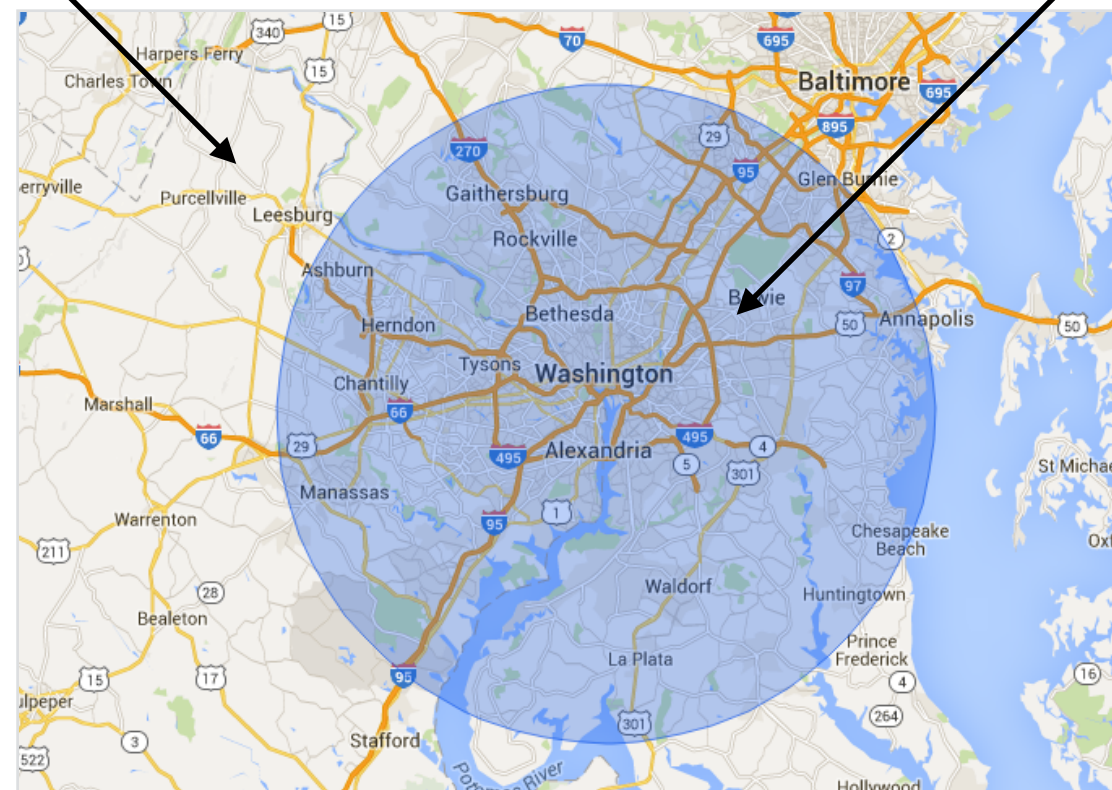 15
340
70
695
Harpers Ferry
Baltimore
Charles Town
15
695
895
29
270
95
erryville
Purcellville
Gaithersburg
Glen Burnie
Leesburg
Rockville
2
Ashburn
97
Bowie
Herndon
Bethesda
50
Annapolis
50
Tysons
Washington
Chantilly
Marshall
66
66
29
495
4
495
Alexandria
5
301
St Michae
Manassas
1
95
Warrenton
Chesapeake
Beach
Oxf
211
28
Waldorf
Huntingtown
Bealeton
Prince
Frederick
La Plata
15
17
95
4
16
ulpeper
264
301
3
Stafford
522
Potomac River
Hollywood